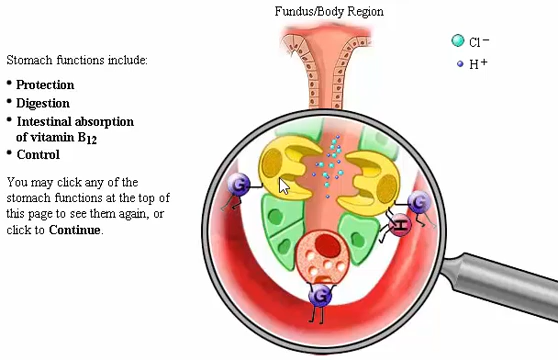 Fundus/Body Region
Cl−
H+
Stomach functions include:
• Protection
• Digestion
• Intestinal absorption
of vitamin B12
• Control
You may click any of the
stomach functions at the top of
this page to see them again, or
click to Continue.
G
G
H
G